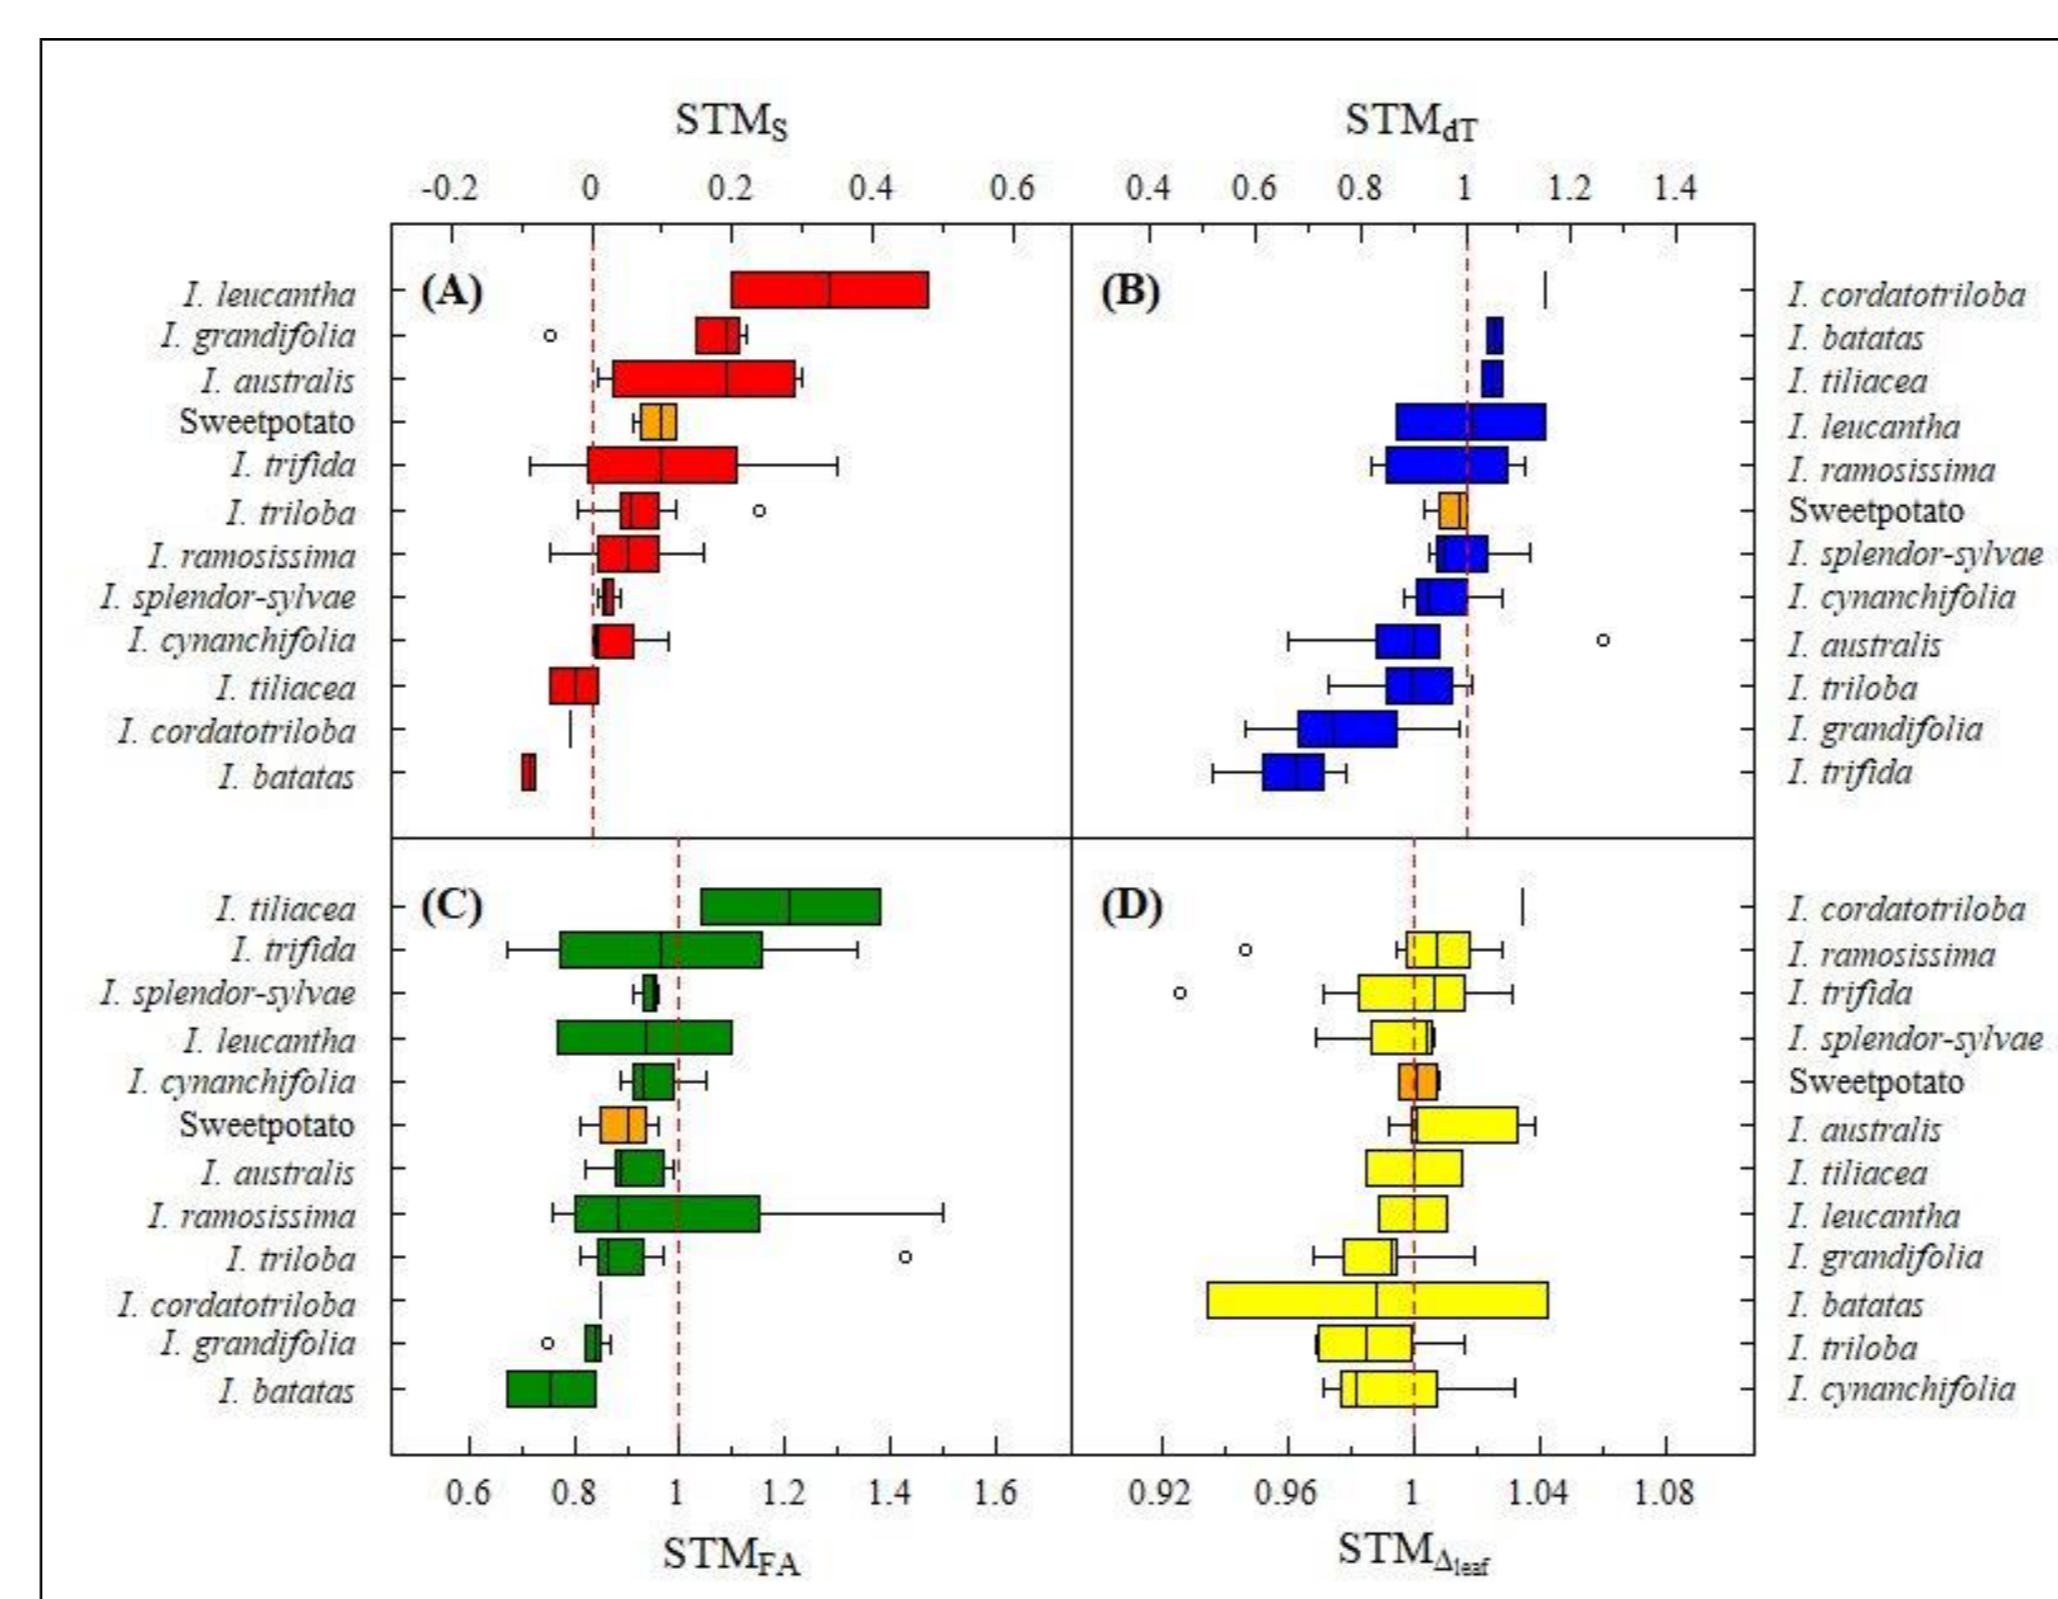 STMS STMdT
-0.2 0 0.2 0.4 0.6 0.4 0.6 0.8 1 1.2 1.4
(A) (B)
I. leucantha I. cordatotriloba
I. grandifolia I. batatas
I. australis I. tiliacea
Sweetpotato I. leucantha
I. trifida I. ramosissima
I. triloba Sweetpotato
I. ramosissima I. splendor-sylvae
I. splendor-sylvae I. cynanchifolia
I. cynanchifolia I. australis
I. tiliacea I. triloba
I. cordatotriloba I. grandifolia
I. batatas I. trifida
(C) (D)
I. tiliacea I. cordatotriloba
I. trifida I. ramosissima
I. splendor-sylvae I. trifida
I. leucantha I. splendor-sylvae
I. cynanchifolia Sweetpotato
Sweetpotato I. australis
I. australis I. tiliacea
I. ramosissima I. leucantha
I. triloba I. grandifolia
I. cordatotriloba I. batatas
I. grandifolia I. triloba
I. batatas I. cynanchifolia
0.6 0.8 1 1.2 1.4 1.6 0.92 0.96 1 1.04 1.08
STMFA STMΔleaf